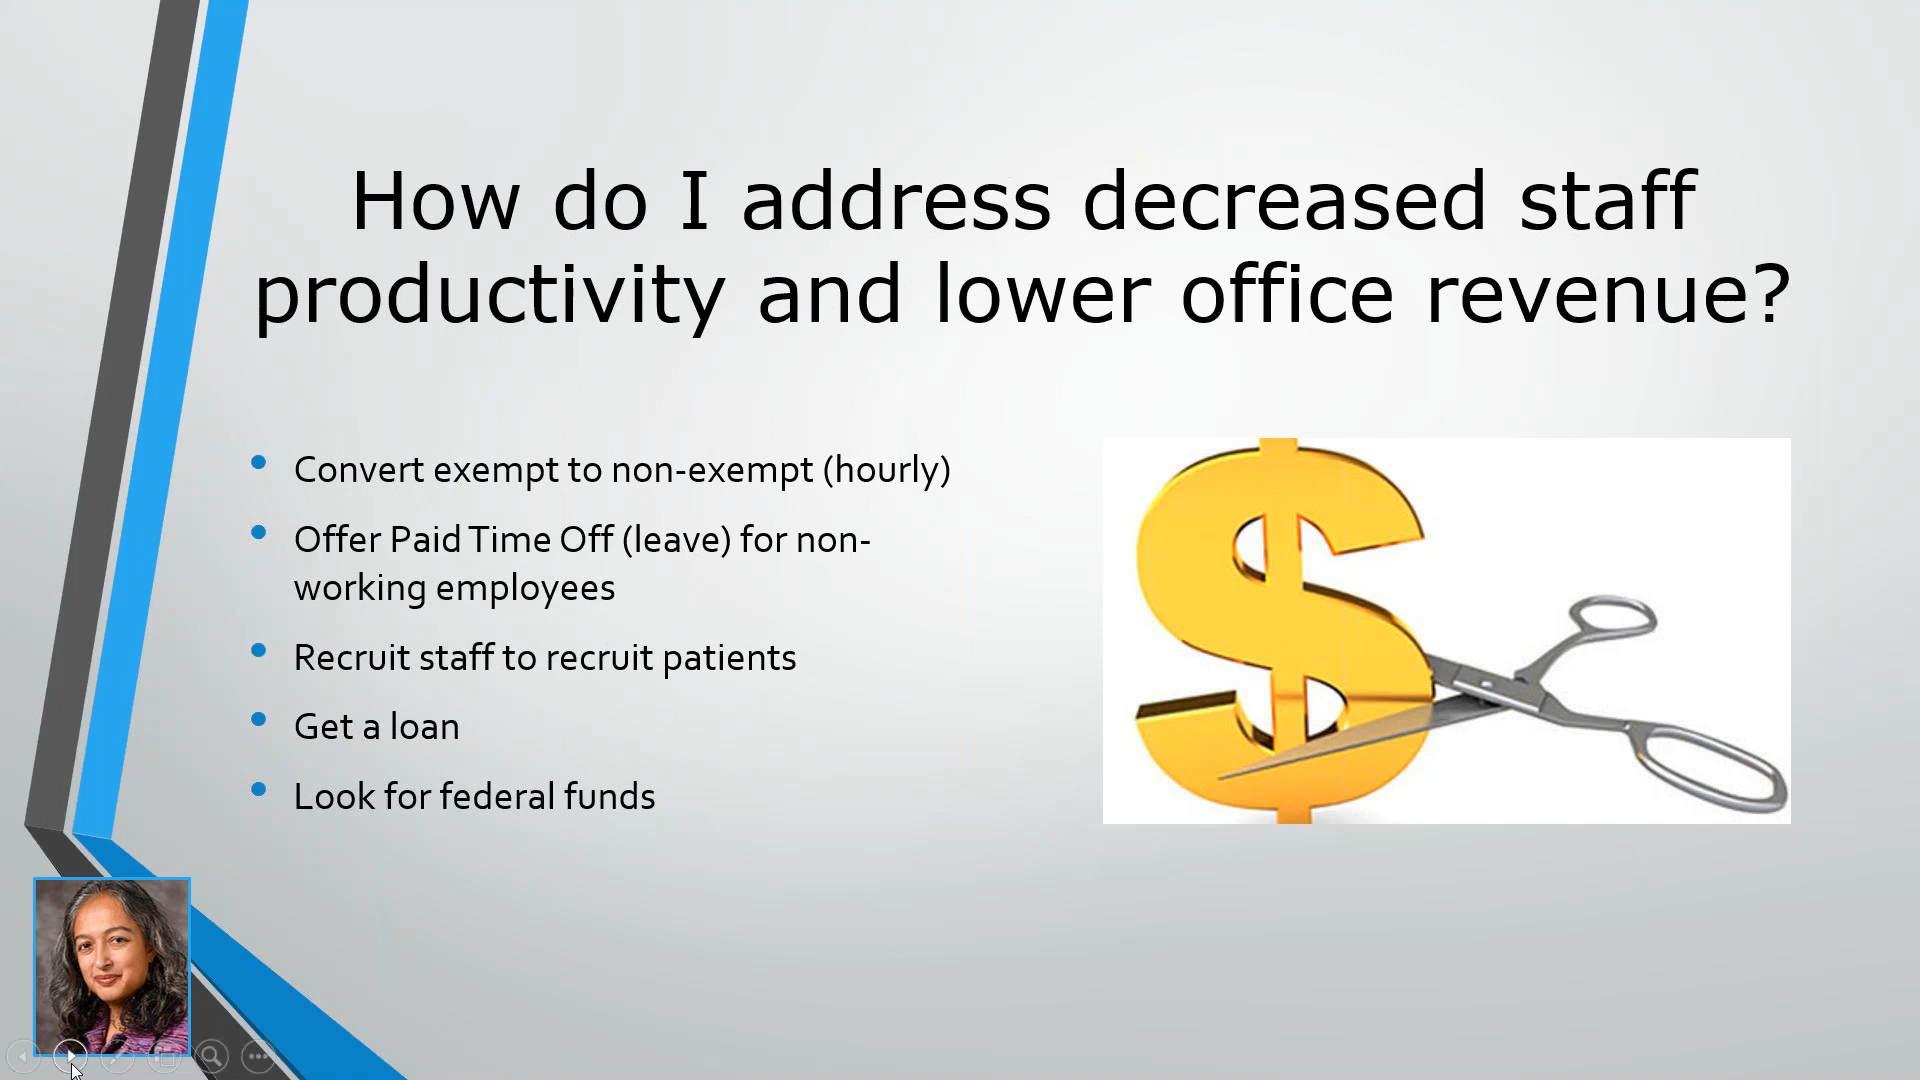 How do I address decreased staff
productivity and lower office revenue?
• Convert exempt to non-exempt (hourly)
• Offer Paid Time Off (leave) for non-
working employees
• Recruit staff to recruit patients
• Get a loan
• Look for federal funds